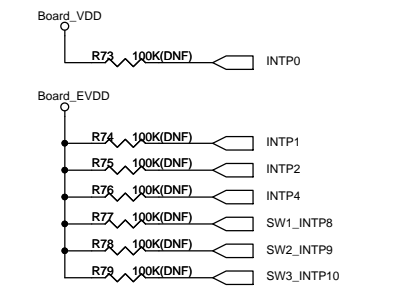 Board_VDD
R73 100K(DNF) INTP0
Board_EVDD
R74 100K(DNF) INTP1
R75 100K(DNF) INTP2
R76 100K(DNF) INTP4
R77 100K(DNF) SW1_INTP8
R78 100K(DNF) SW2_INTP9
R79 100K(DNF) SW3_INTP10